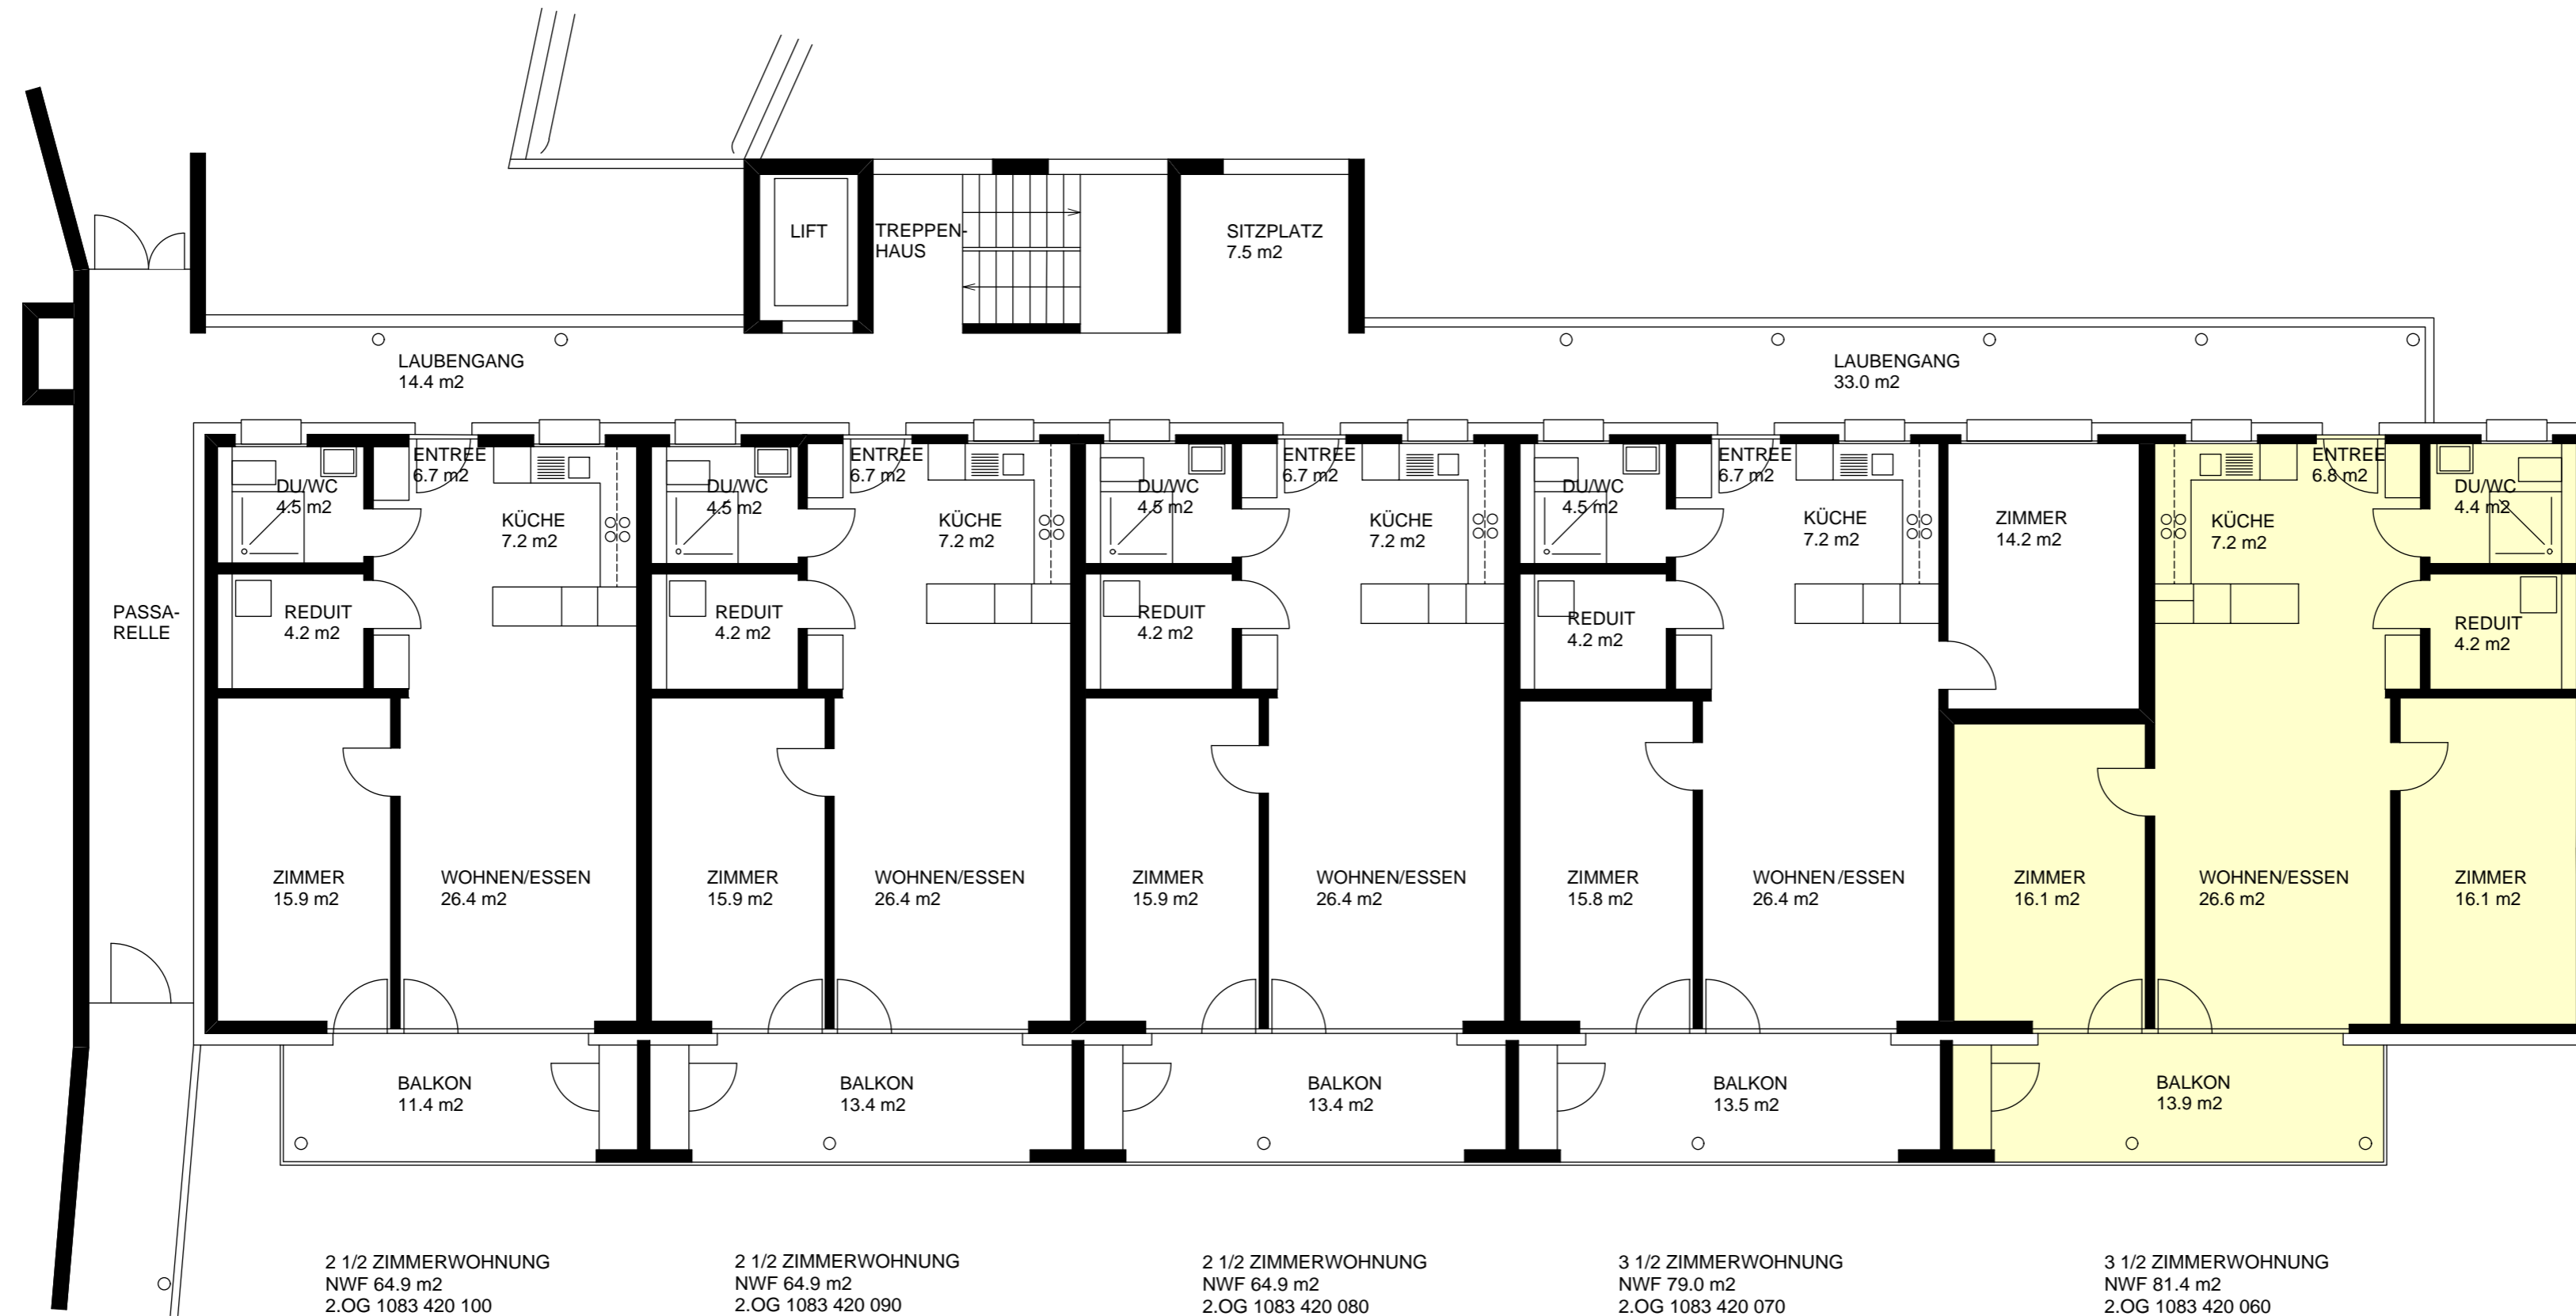 LIFT
TREPPEN-
HAUS
SITZPLATZ
7.5 m2
LAUBENGANG
14.4 m2
LAUBENGANG
33.0 m2
PASSA-
RELLE
DU/WC
4.5 m2
ENTREE
6.7 m2
KÜCHE
7.2 m2
REDUIT
4.2 m2
ZIMMER
15.9 m2
WOHNEN/ESSEN
26.4 m2
BALKON
11.4 m2
DU/WC
4.5 m2
ENTREE
6.7 m2
KÜCHE
7.2 m2
REDUIT
4.2 m2
ZIMMER
15.9 m2
WOHNEN/ESSEN
26.4 m2
BALKON
13.4 m2
DU/WC
4.5 m2
ENTREE
6.7 m2
KÜCHE
7.2 m2
REDUIT
4.2 m2
ZIMMER
15.9 m2
WOHNEN/ESSEN
26.4 m2
BALKON
13.4 m2
DU/WC
4.5 m2
ENTREE
6.7 m2
KÜCHE
7.2 m2
ZIMMER
14.2 m2
REDUIT
4.2 m2
ZIMMER
15.8 m2
WOHNEN/ESSEN
26.4 m2
BALKON
13.5 m2
KÜCHE
7.2 m2
ENTREE
6.8 m2
DU/WC
4.4 m2
REDUIT
4.2 m2
ZIMMER
16.1 m2
WOHNEN/ESSEN
26.6 m2
ZIMMER
16.1 m2
BALKON
13.9 m2
2 1/2 ZIMMERWOHNUNG
NWF 64.9 m2
2.OG 1083 420 100
2 1/2 ZIMMERWOHNUNG
NWF 64.9 m2
2.OG 1083 420 090
2 1/2 ZIMMERWOHNUNG
NWF 64.9 m2
2.OG 1083 420 080
3 1/2 ZIMMERWOHNUNG
NWF 79.0 m2
2.OG 1083 420 070
3 1/2 ZIMMERWOHNUNG
NWF 81.4 m2
2.OG 1083 420 060